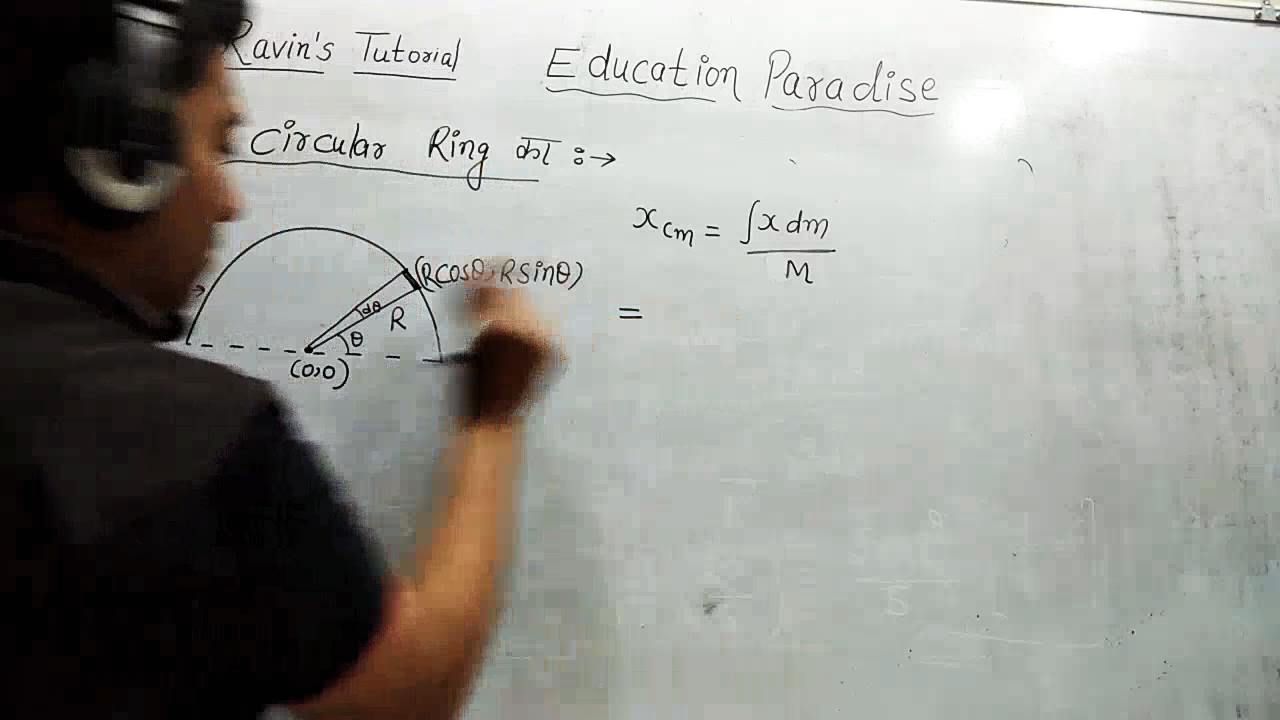 Ravin's Tutorial Education Paradise
Circular Ring का :→
x_cm = ∫x dm / M
(Rcosθ, Rsinθ)
dθ
R
=
θ
(0,0)